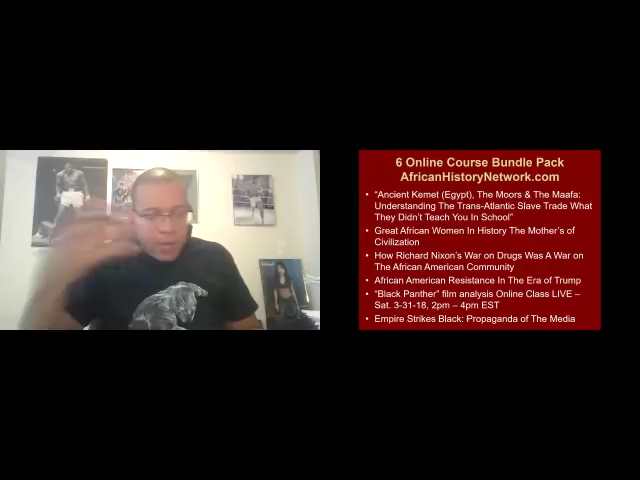 6 Online Course Bundle Pack
AfricanHistoryNetwork.com
• “Ancient Kemet (Egypt), The Moors & The Maafa:
Understanding The Trans-Atlantic Slave Trade What
They Didn’t Teach You In School”
• Great African Women In History The Mother’s of
Civilization
• How Richard Nixon’s War on Drugs Was A War on
The African American Community
• African American Resistance In The Era of Trump
• “Black Panther” film analysis Online Class LIVE –
Sat. 3-31-18, 2pm – 4pm EST
• Empire Strikes Black: Propaganda of The Media